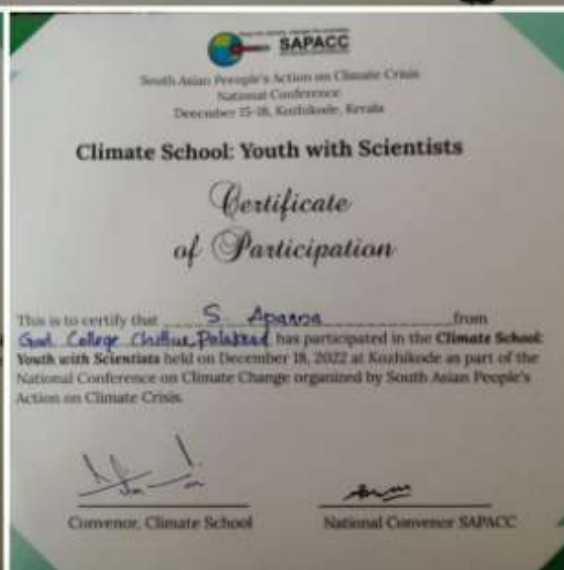 SAPACC
South Asian People's Action on Climate Crisis
National Conference
December 15-18, Kozhikode, Kerala
Climate School: Youth with Scientists
Certificate
of Participation
This is to certify that S. Aparna from
Govt. College Chittur, Palakkad has participated in the Climate School:
Youth with Scientists held on December 18, 2022 at Kozhikode as part of the
National Conference on Climate Change organized by South Asian People's
Action on Climate Crisis.
Convenor, Climate School
National Convenor SAPACC